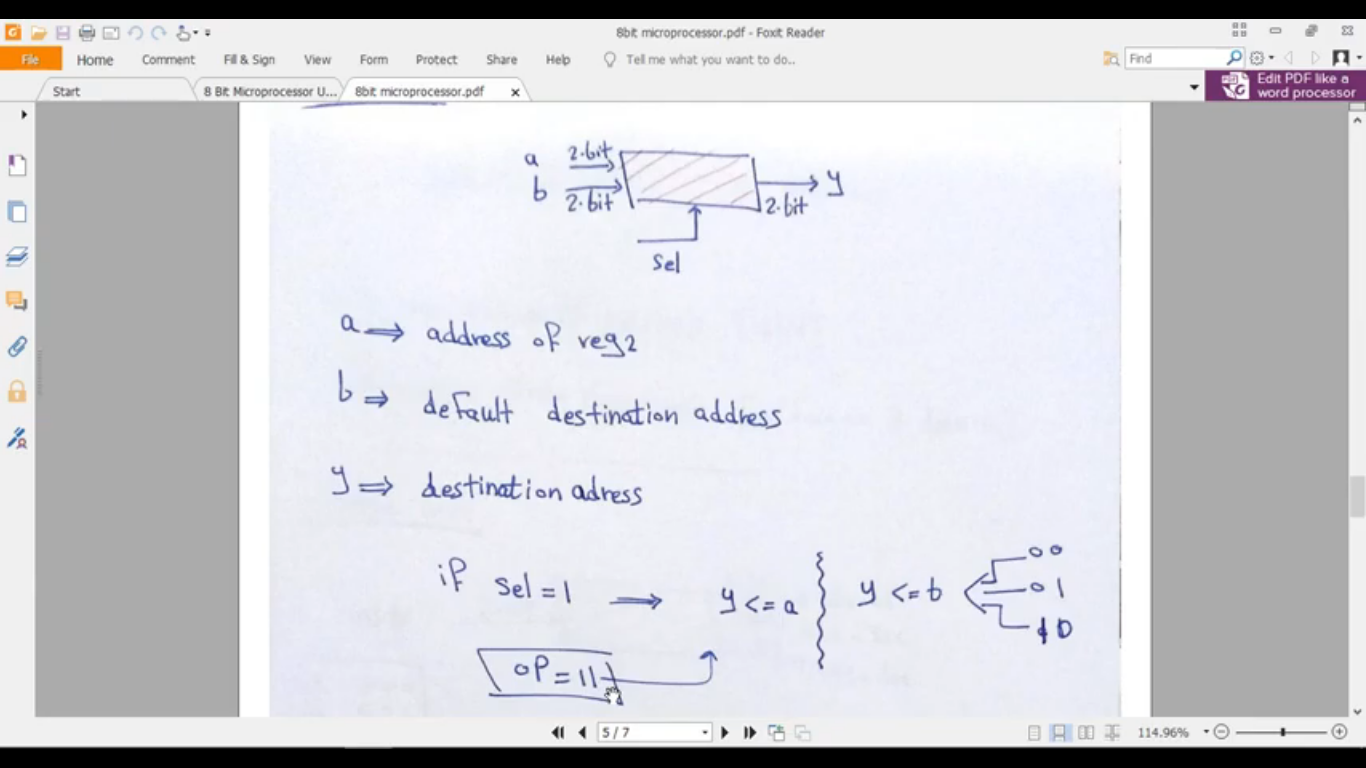 8bit microprocessor.pdf - Foxit Reader
File Home Comment Fill & Sign View Form Protect Share Help Tell me what you want to do.. Find
Start 8 Bit Microprocessor U... 8bit microprocessor.pdf Edit PDF like a
word processor
a 2.bit
b 2.bit
2.bit y
sel
a ⇒ address of reg2
b ⇒ default destination address
y ⇒ destination adress
if sel = 1 → y <= a y <= b
00
01
10
op = 11
5 / 7 114.96%